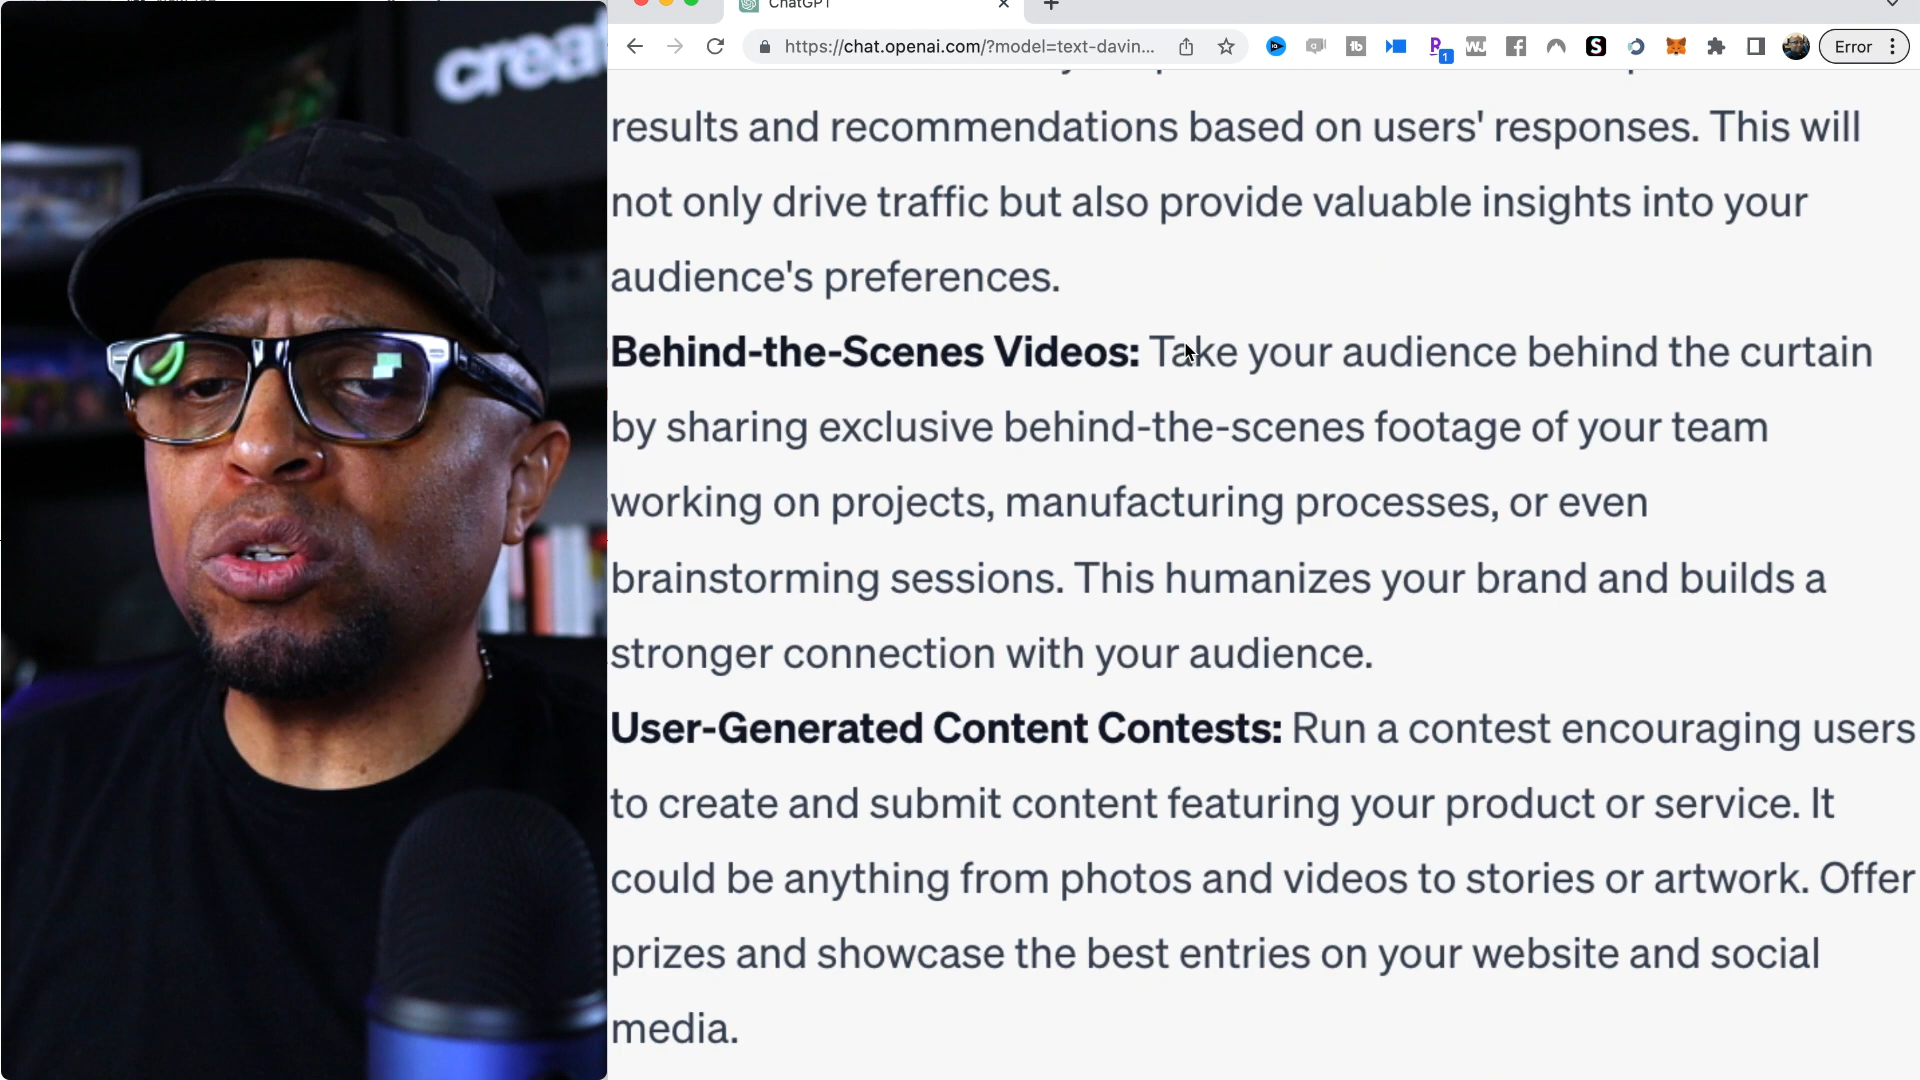 creat
ChatGPT
https://chat.openai.com/?model=text-davin...
Error
1
results and recommendations based on users' responses. This will
not only drive traffic but also provide valuable insights into your
audience's preferences.
Behind-the-Scenes Videos: Take your audience behind the curtain
by sharing exclusive behind-the-scenes footage of your team
working on projects, manufacturing processes, or even
brainstorming sessions. This humanizes your brand and builds a
stronger connection with your audience.
User-Generated Content Contests: Run a contest encouraging users
to create and submit content featuring your product or service. It
could be anything from photos and videos to stories or artwork. Offer
prizes and showcase the best entries on your website and social
media.